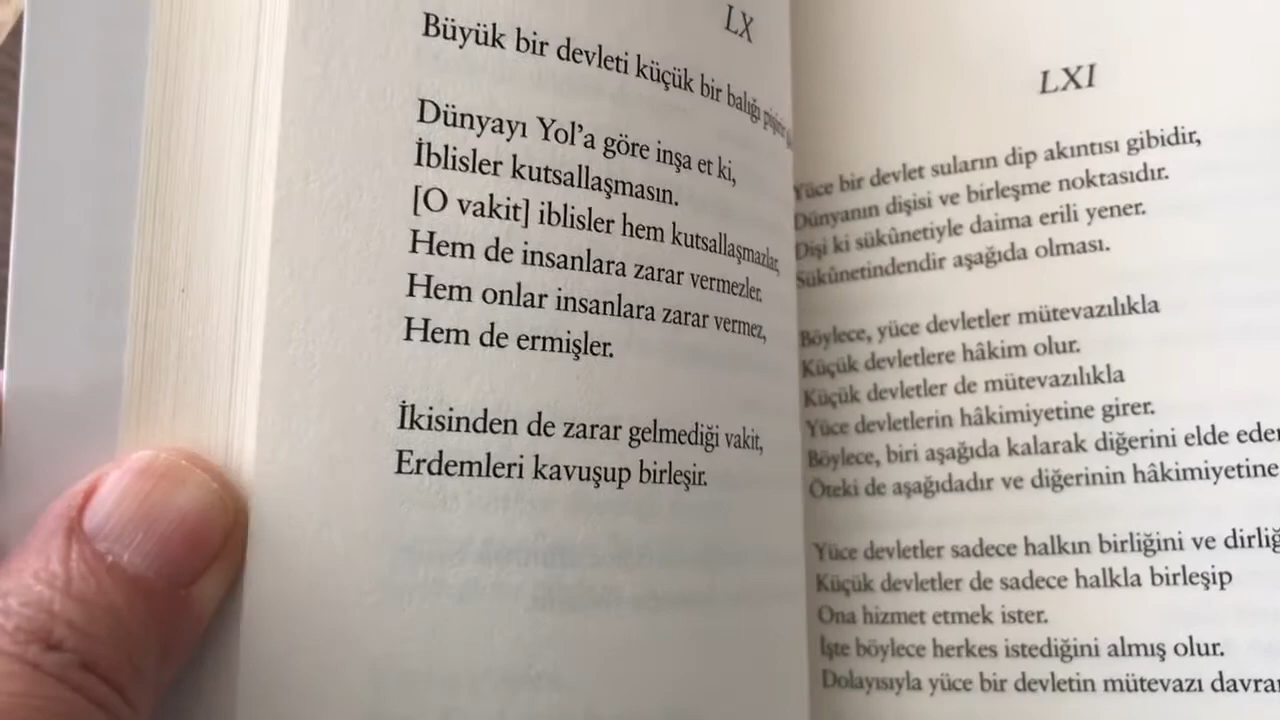 LX
Büyük bir devleti küçük bir balığı pişirir
Dünyayı Yol'a göre inşa et ki,
İblisler kutsallaşmasın.
[O vakit] iblisler hem kutsallaşmazlar,
Hem de insanlara zarar vermezler.
Hem onlar insanlara zarar vermez,
Hem de ermişler.
İkisinden de zarar gelmediği vakit,
Erdemleri kavuşup birleşir.
LXI
Yüce bir devlet suların dip akıntısı gibidir,
Dünyanın dişisi ve birleşme noktasıdır.
Dişi ki sükûnetiyle daima erili yener.
Sükûnetindendir aşağıda olması.
Böylece, yüce devletler mütevazılıkla
Küçük devletlere hâkim olur.
Küçük devletler de mütevazılıkla
Yüce devletlerin hâkimiyetine girer.
Böylece, biri aşağıda kalarak diğerini elde
Öteki de aşağıdadır ve diğerinin hâkimiyetine
Yüce devletler sadece halkın birliğini ve
Küçük devletler de sadece halkla birleşip
Ona hizmet etmek ister.
İşte böylece herkes istediğini almış olur.
Dolayısıyla yüce bir devletin mütevazı